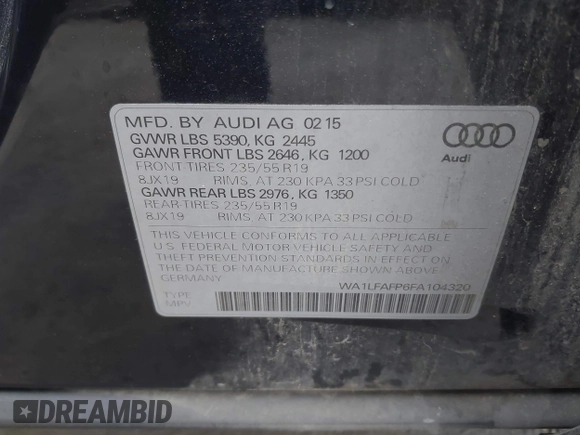 MFD. BY AUDI AG 02 15
GVWR LBS 5390, KG 2445
GAWR FRONT LBS 2646, KG 1200
FRONT TIRES 235/55 R19
8JX19 RIMS, AT 230 KPA 33 PSI COLD
GAWR REAR LBS 2976, KG 1350
REAR TIRES 235/55 R19
8JX19 RIMS, AT 230 KPA 33 PSI COLD
THIS VEHICLE CONFORMS TO ALL APPLICABLE
U.S. FEDERAL MOTOR VEHICLE SAFETY AND
THEFT PREVENTION STANDARDS IN EFFECT ON
THE DATE OF MANUFACTURE SHOWN ABOVE.
GERMANY
WA1LFAFP6FA104320
TYPE:
MPV
Audi
DREAMBID